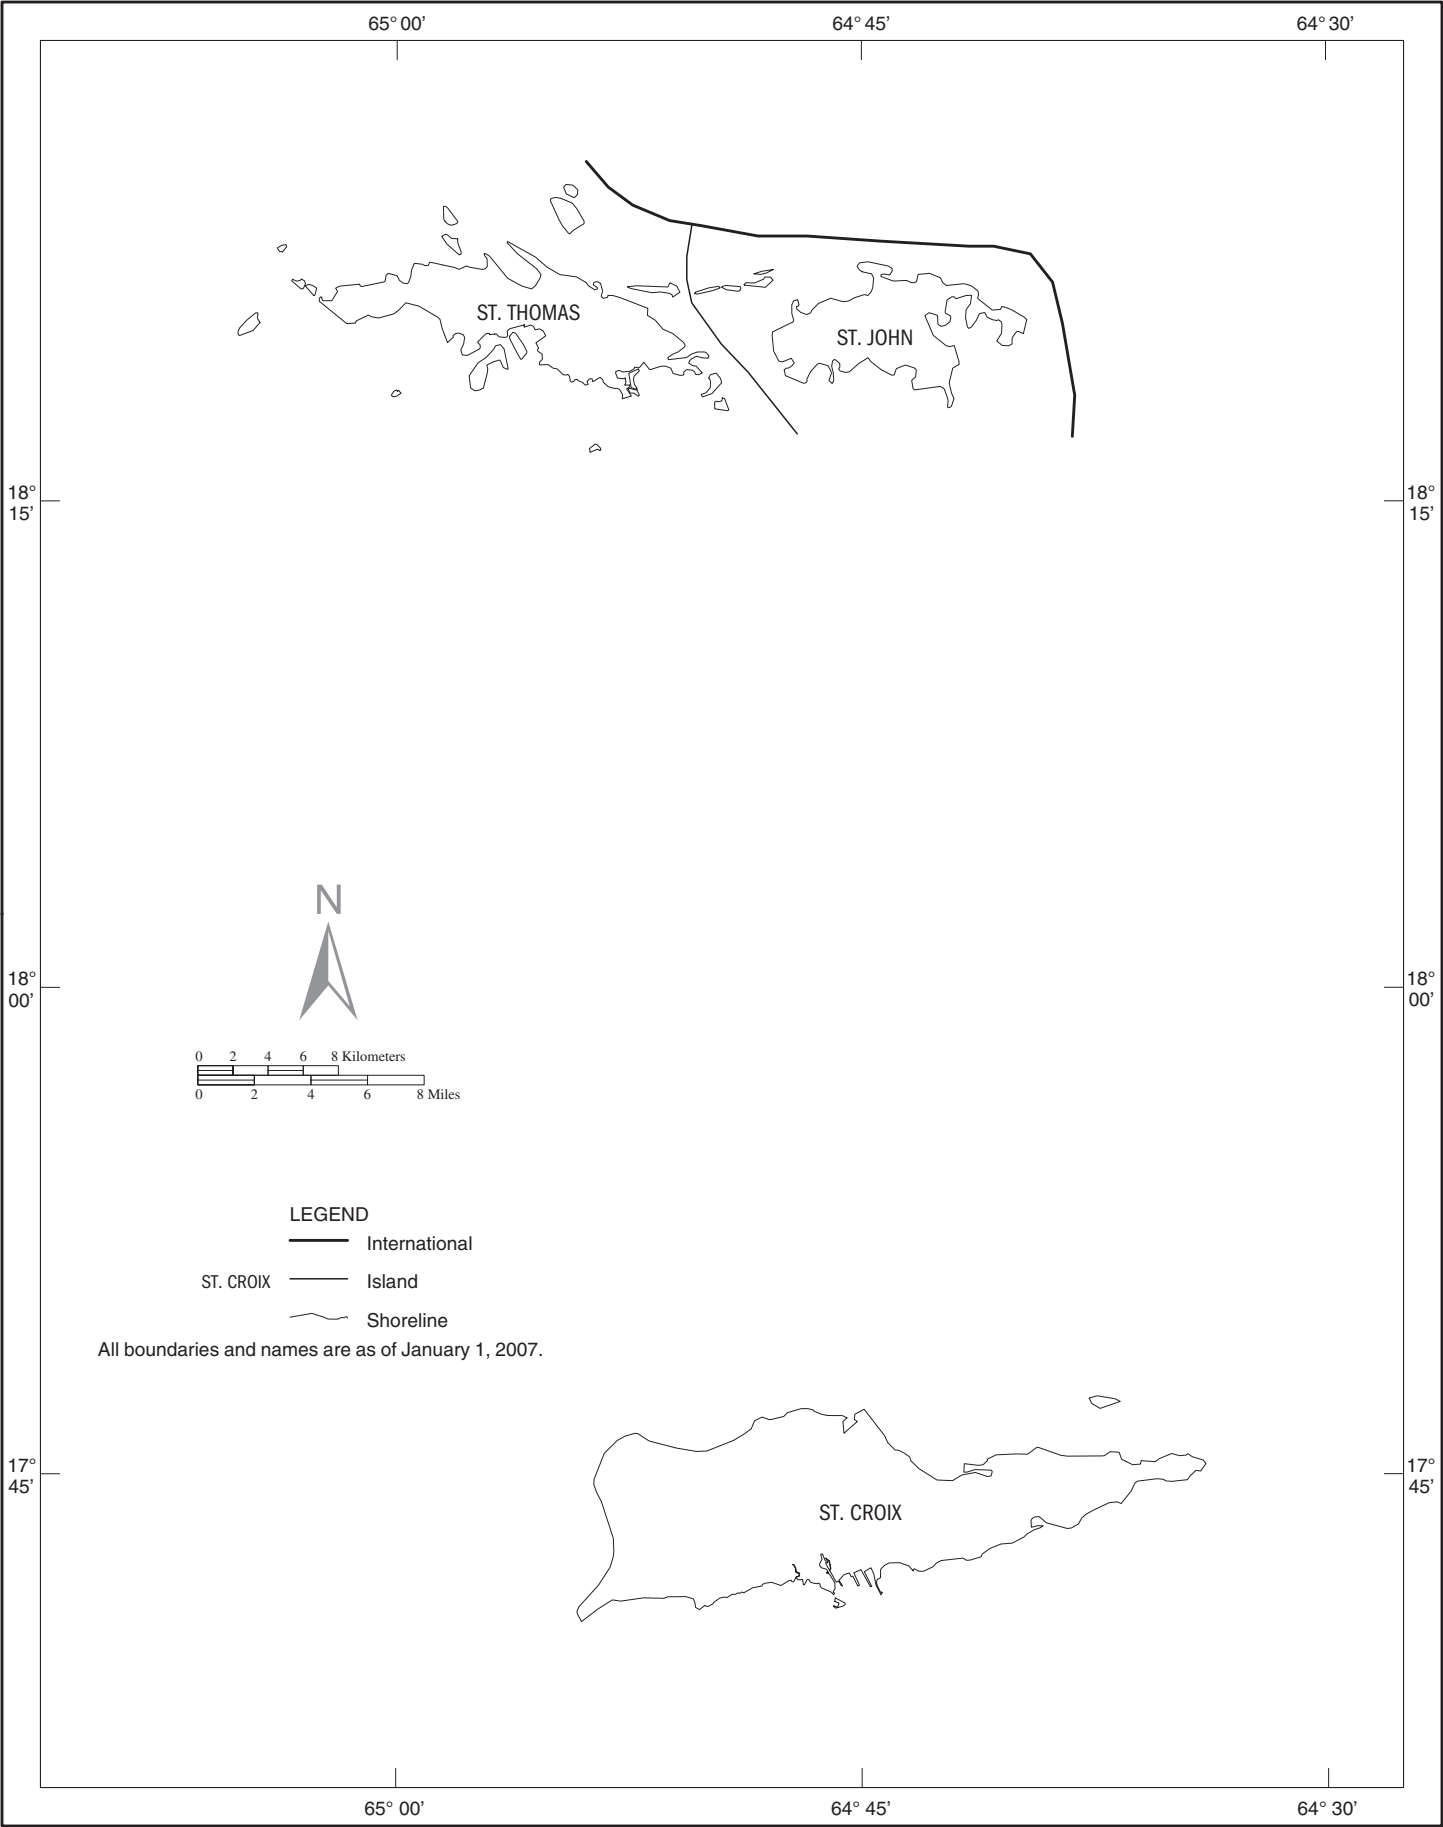 65° 00’ 64° 45’ 64° 30’
ST. THOMAS
ST. JOHN
18° 18°
15’ 15’
N
18° 18°
00’ 00’
0 2 4 6 8 Kilometers
0 2 4 6 8 Miles
LEGEND
International
ST. CROIX Island
Shoreline
All boundaries and names are as of January 1, 2007.
17° 17°
45’ 45’
ST. CROIX
65° 00’ 64° 45’ 64° 30’